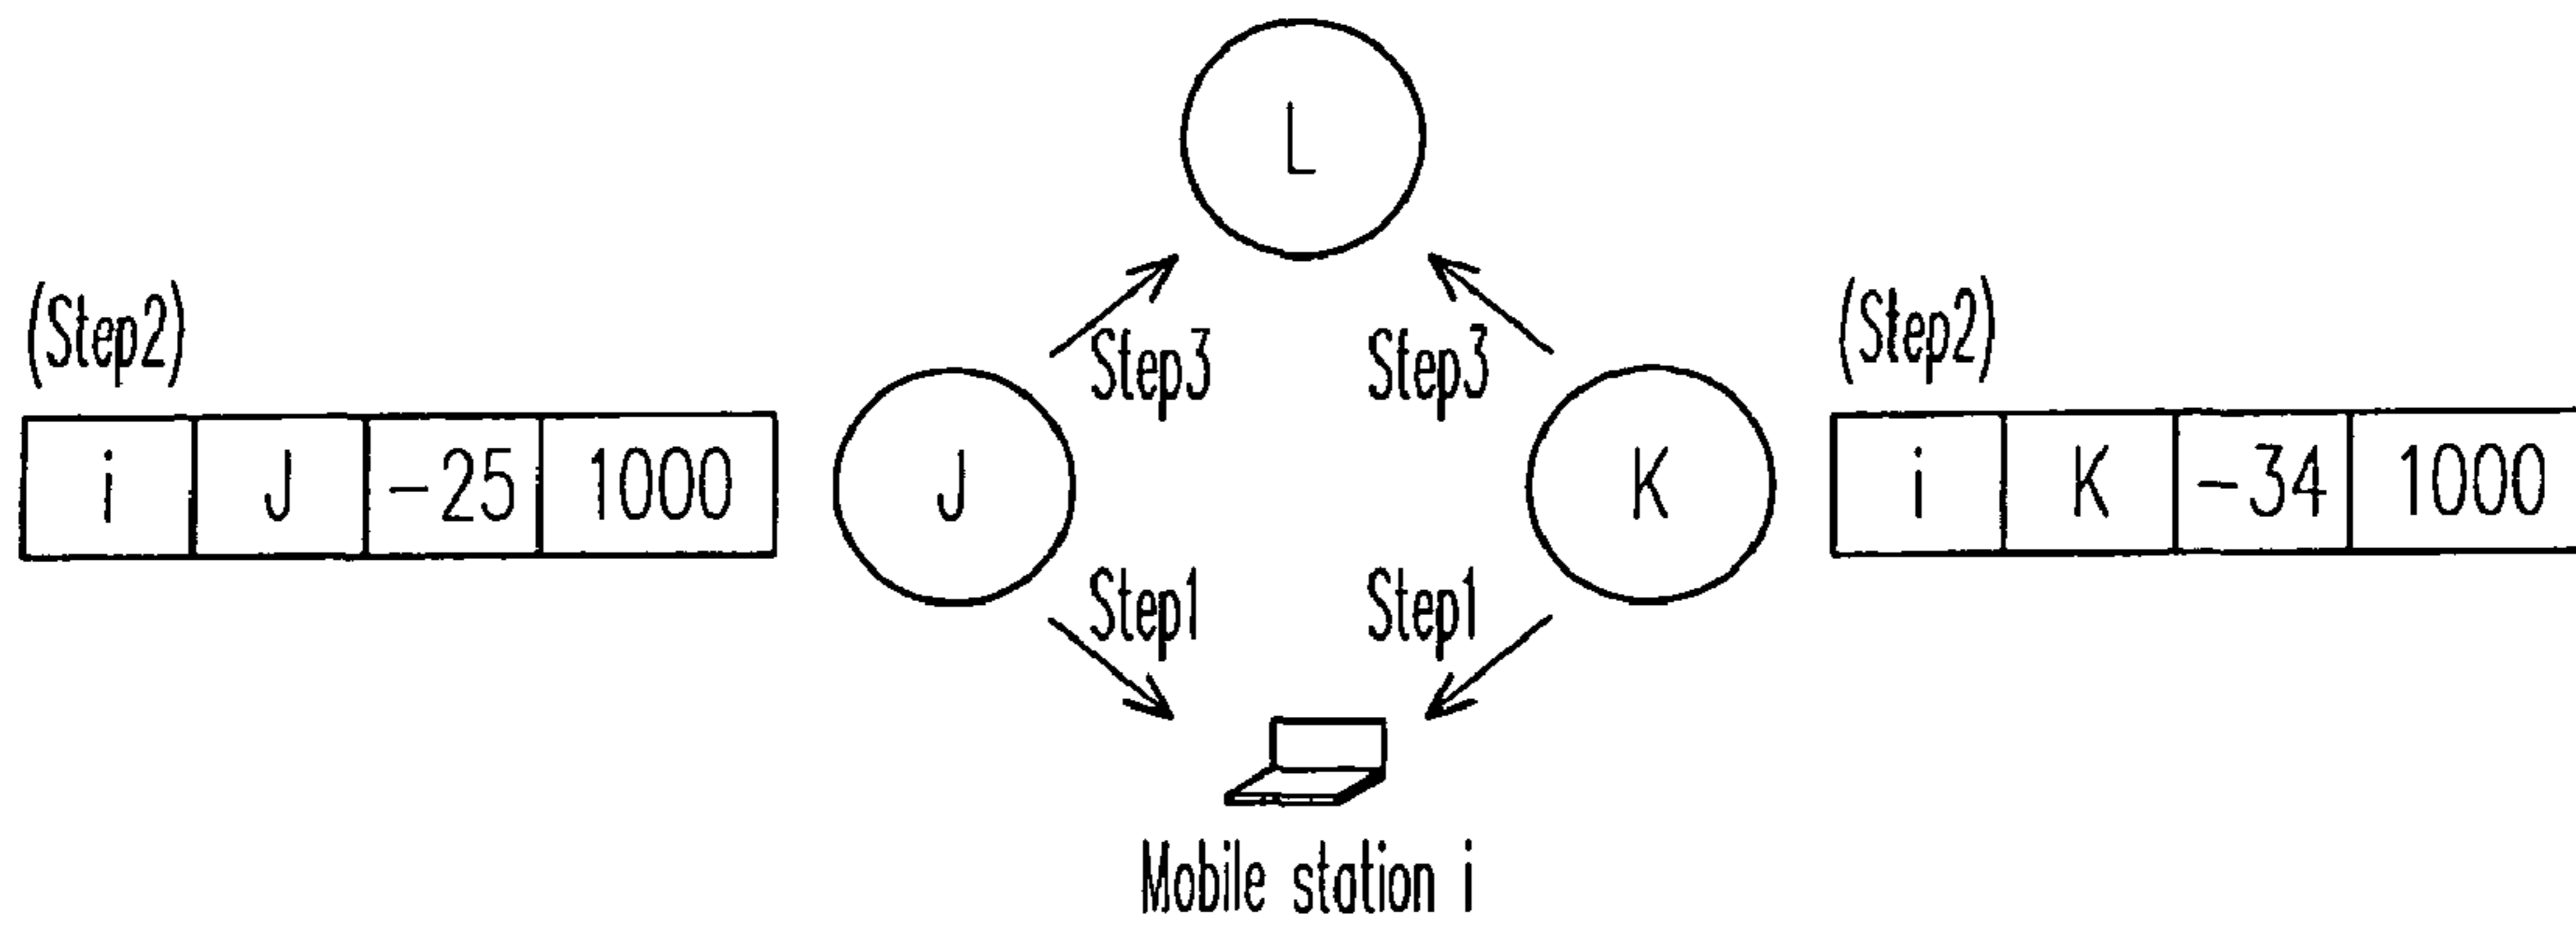 L
(Step2)
Step3
Step3
(Step2)
i J -25 1000
J
K
i K -34 1000
Step1
Step1
Mobile station i